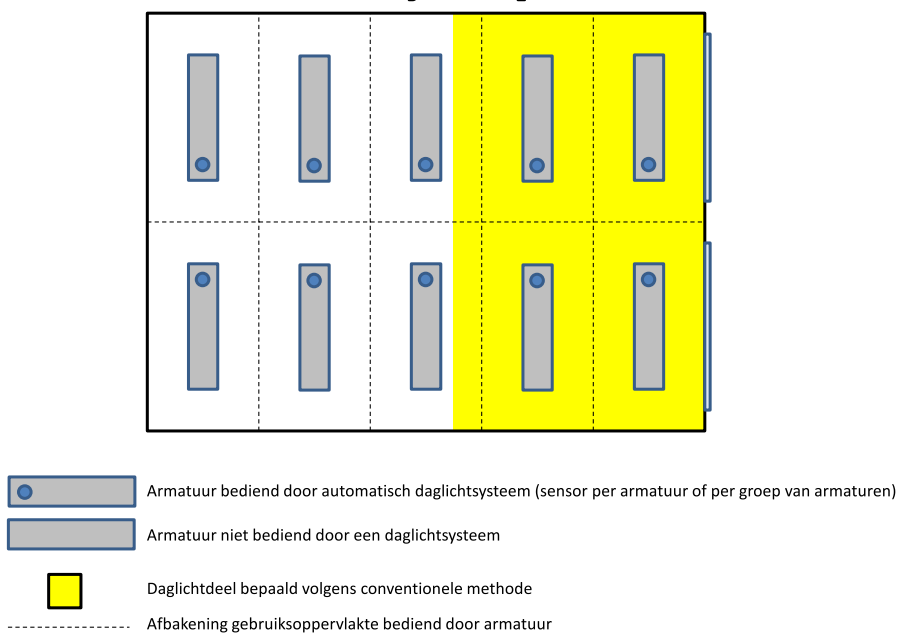 Armatuur bediend door automatisch daglichtsysteem (sensor per armatuur of per groep van armaturen)
Armatuur niet bediend door een daglichtsysteem
Daglichtdeel bepaald volgens conventionele methode
Afbakening gebruiksoppervlakte bediend door armatuur